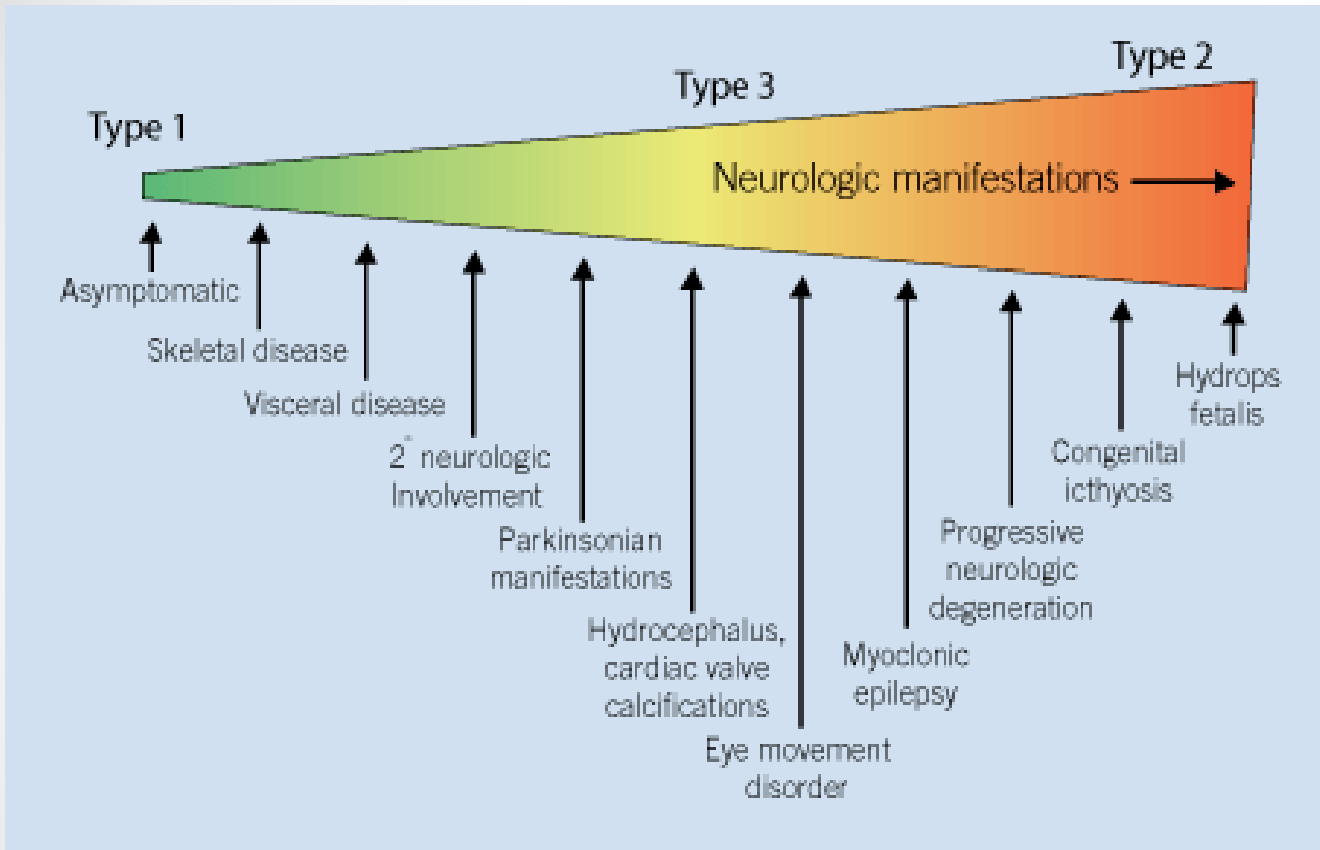 Type 1
Type 3
Type 2
Neurologic manifestations
Asymptomatic
Skeletal disease
Visceral disease
2° neurologic
Involvement
Parkinsonian
manifestations
Hydrocephalus,
cardiac valve
calcifications
Eye movement
disorder
Myoclonic
epilepsy
Progressive
neurologic
degeneration
Congenital
icthyosis
Hydrops
fetalis